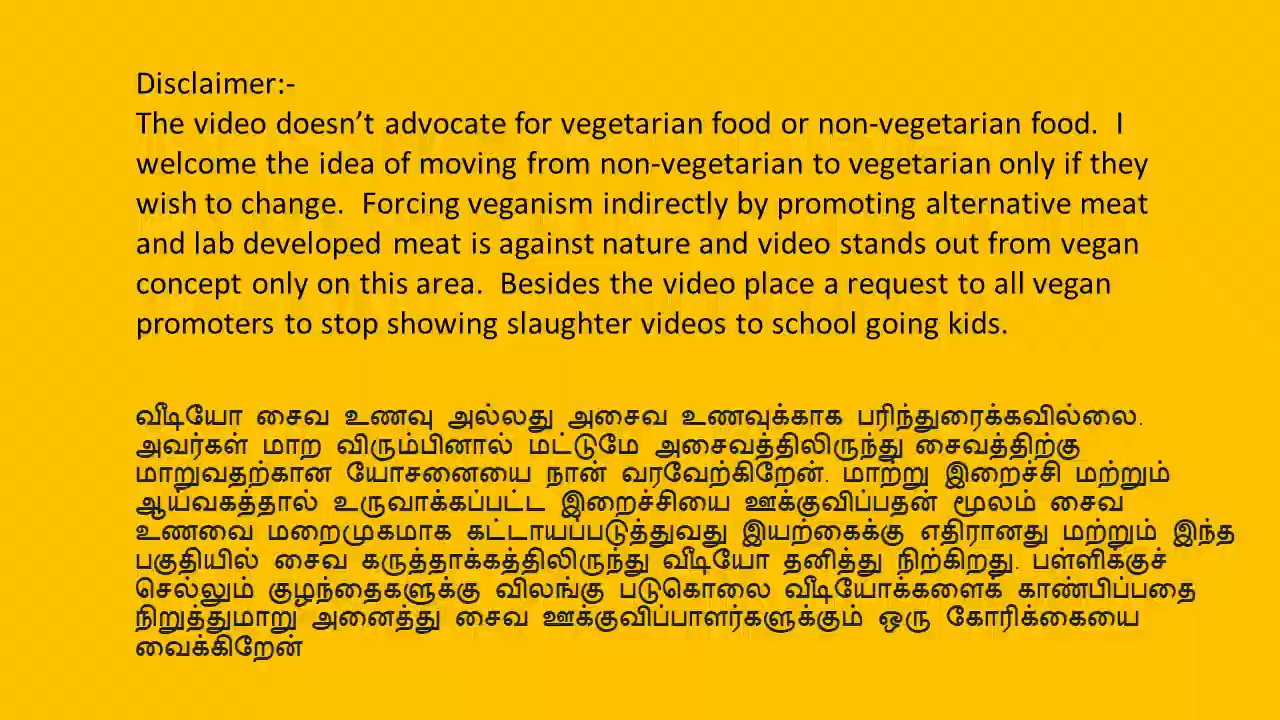 Disclaimer:-
The video doesn’t advocate for vegetarian food or non-vegetarian food.  I
welcome the idea of moving from non-vegetarian to vegetarian only if they
wish to change.  Forcing veganism indirectly by promoting alternative meat
and lab developed meat is against nature and video stands out from vegan
concept only on this area.  Besides the video place a request to all vegan
promoters to stop showing slaughter videos to school going kids.
வீடியோ சைவ உணவு அல்லது அசைவ உணவுக்காக பரிந்துரைக்கவில்லை.
அவர்கள் மாற விரும்பினால் மட்டுமே அசைவத்திலிருந்து சைவத்திற்கு
மாறுவதற்கான யோசனையை நான் வரவேற்கிறேன். மாற்று இறைச்சி மற்றும்
ஆய்வகத்தால் உருவாக்கப்பட்ட இறைச்சியை ஊக்குவிப்பதன் மூலம் சைவ
உணவை மறைமுகமாக கட்டாயப்படுத்துவது இயற்கைக்கு எதிரானது மற்றும் இந்த
பகுதியில் சைவ கருத்தாக்கத்திலிருந்து வீடியோ தனித்து நிற்கிறது. பள்ளிக்குச்
செல்லும் குழந்தைகளுக்கு விலங்கு படுகொலை வீடியோக்களைக் காண்பிப்பதை
நிறுத்துமாறு அனைத்து சைவ ஊக்குவிப்பாளர்களுக்கும் ஒரு கோரிக்கையை
வைக்கிறேன்